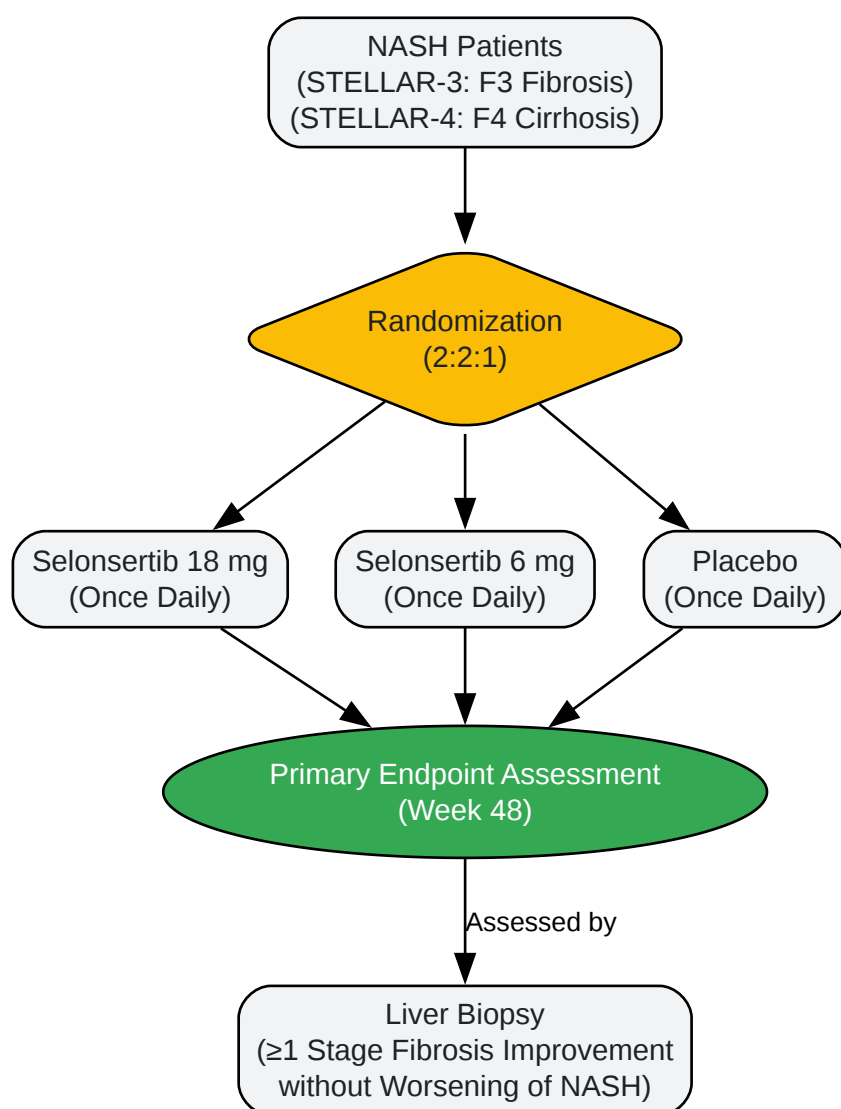 NASH Patients
(STELLAR-3: F3 Fibrosis)
(STELLAR-4: F4 Cirrhosis)
Randomization
(2:2:1)
Selonsertib 18 mg
(Once Daily)
Selonsertib 6 mg
(Once Daily)
Placebo
(Once Daily)
Primary Endpoint Assessment
(Week 48)
Assessed by
Liver Biopsy
(≥1 Stage Fibrosis Improvement
without Worsening of NASH)